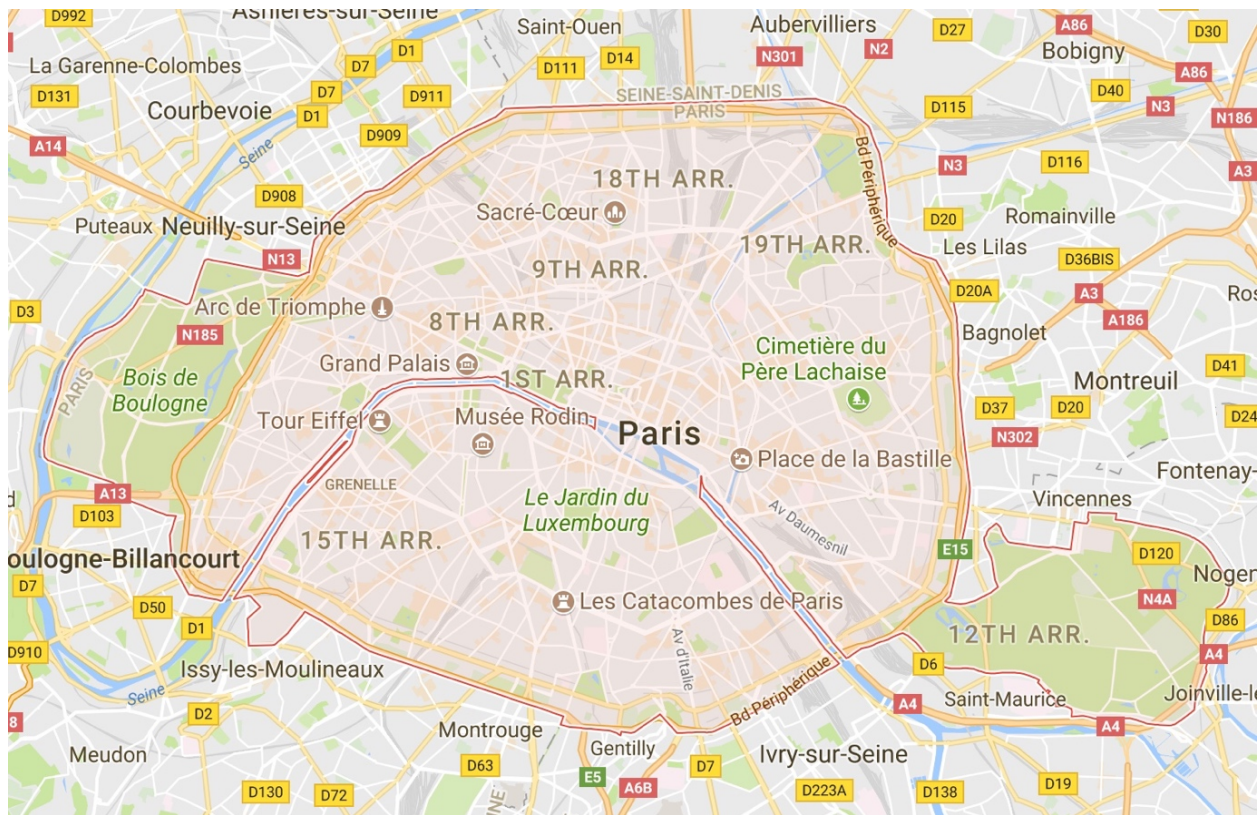 D992
Asnières-sur-Seine
Saint-Ouen
Aubervilliers
A86
D27
D30
D1
D14
N301
N2
Bobigny
La Garenne-Colombes
D7
D111
A86
D131
D7
D911
SEINE-SAINT-DENIS
D40
Courbevoie
D1
PARIS
D115
N3
N186
D909
A14
Seine
Bd Périphérique
N3
D116
A3
18TH ARR.
D908
Sacré-Cœur
D20
Romainville
Puteaux
Neuilly-sur-Seine
19TH ARR.
Les Lilas
N13
9TH ARR.
D36BIS
D20A
A3
D3
Arc de Triomphe
8TH ARR.
A186
N185
Bagnolet
Cimetière du
Père Lachaise
Grand Palais
D41
Bois de
Boulogne
1ST ARR.
Montreuil
PARIS
Tour Eiffel
Musée Rodin
Paris
D37
D20
D24
N302
Place de la Bastille
Fontenay-
GRENELLE
A13
Le Jardin du
Luxembourg
Vincennes
D103
Av Daumesnil
15TH ARR.
E15
D120
oulogne-Billancourt
Nogen
D7
D50
Les Catacombes de Paris
N4A
D1
D86
12TH ARR.
D910
Av d'Italie
A4
Issy-les-Moulineaux
D6
Seine
Bd Périphérique
Saint-Maurice
Joinville-le
D2
A4
A4
Montrouge
Gentilly
Meudon
Ivry-sur-Seine
D63
E5
D7
A6B
D130
D72
D223A
D138
D19